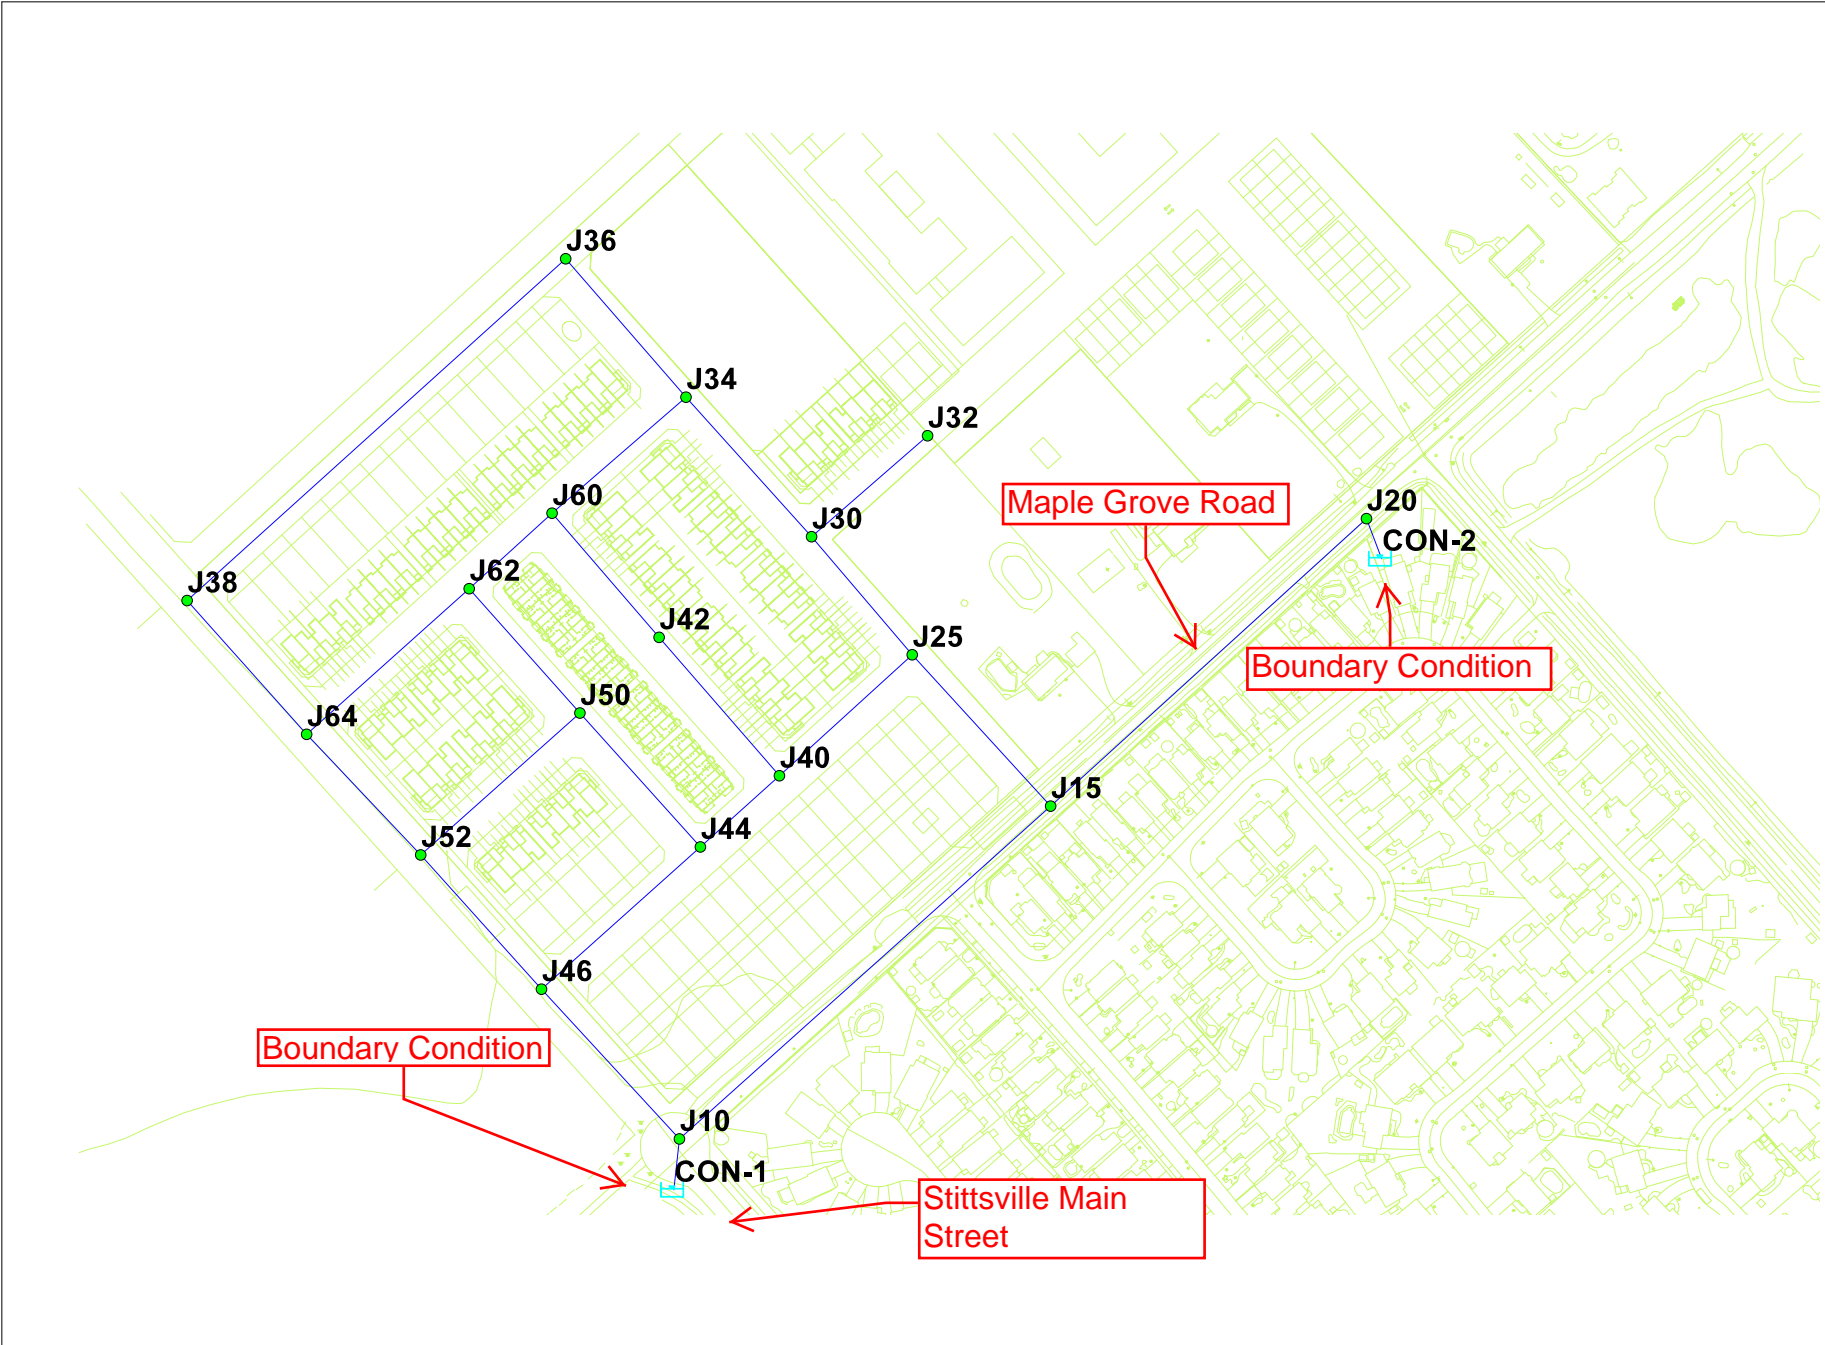 J36
J34
J32
J60
Maple Grove Road
J20
J30
CON-2
J38
J62
J42
J25
Boundary Condition
J50
J64
J40
J15
J44
J52
J46
Boundary Condition
J10
CON-1
Stittsville Main
Street